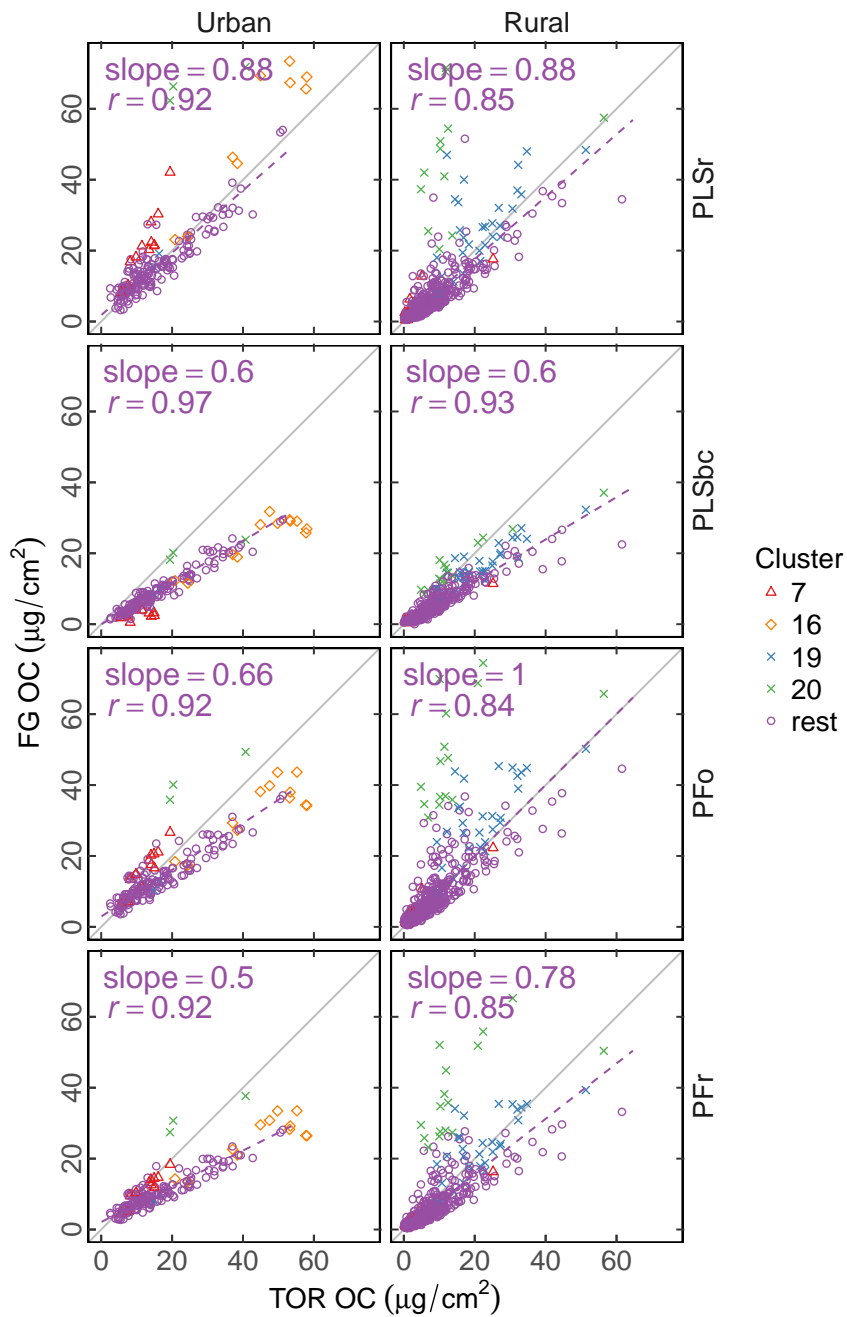 Urban Rural
slope = 0.88
r = 0.92
slope = 0.88
r = 0.85
PLSr
0 20 40 60
slope = 0.6
r = 0.97
slope = 0.6
r = 0.93
PLSbc
0 20 40 60
slope = 0.66
r = 0.92
slope = 1
r = 0.84
PFo
0 20 40 60
slope = 0.5
r = 0.92
slope = 0.78
r = 0.85
PFr
0 20 40 60
FG OC (μg/cm²)
0 20 40 60 0 20 40 60
TOR OC (μg/cm²)
Cluster
7
16
19
20
rest